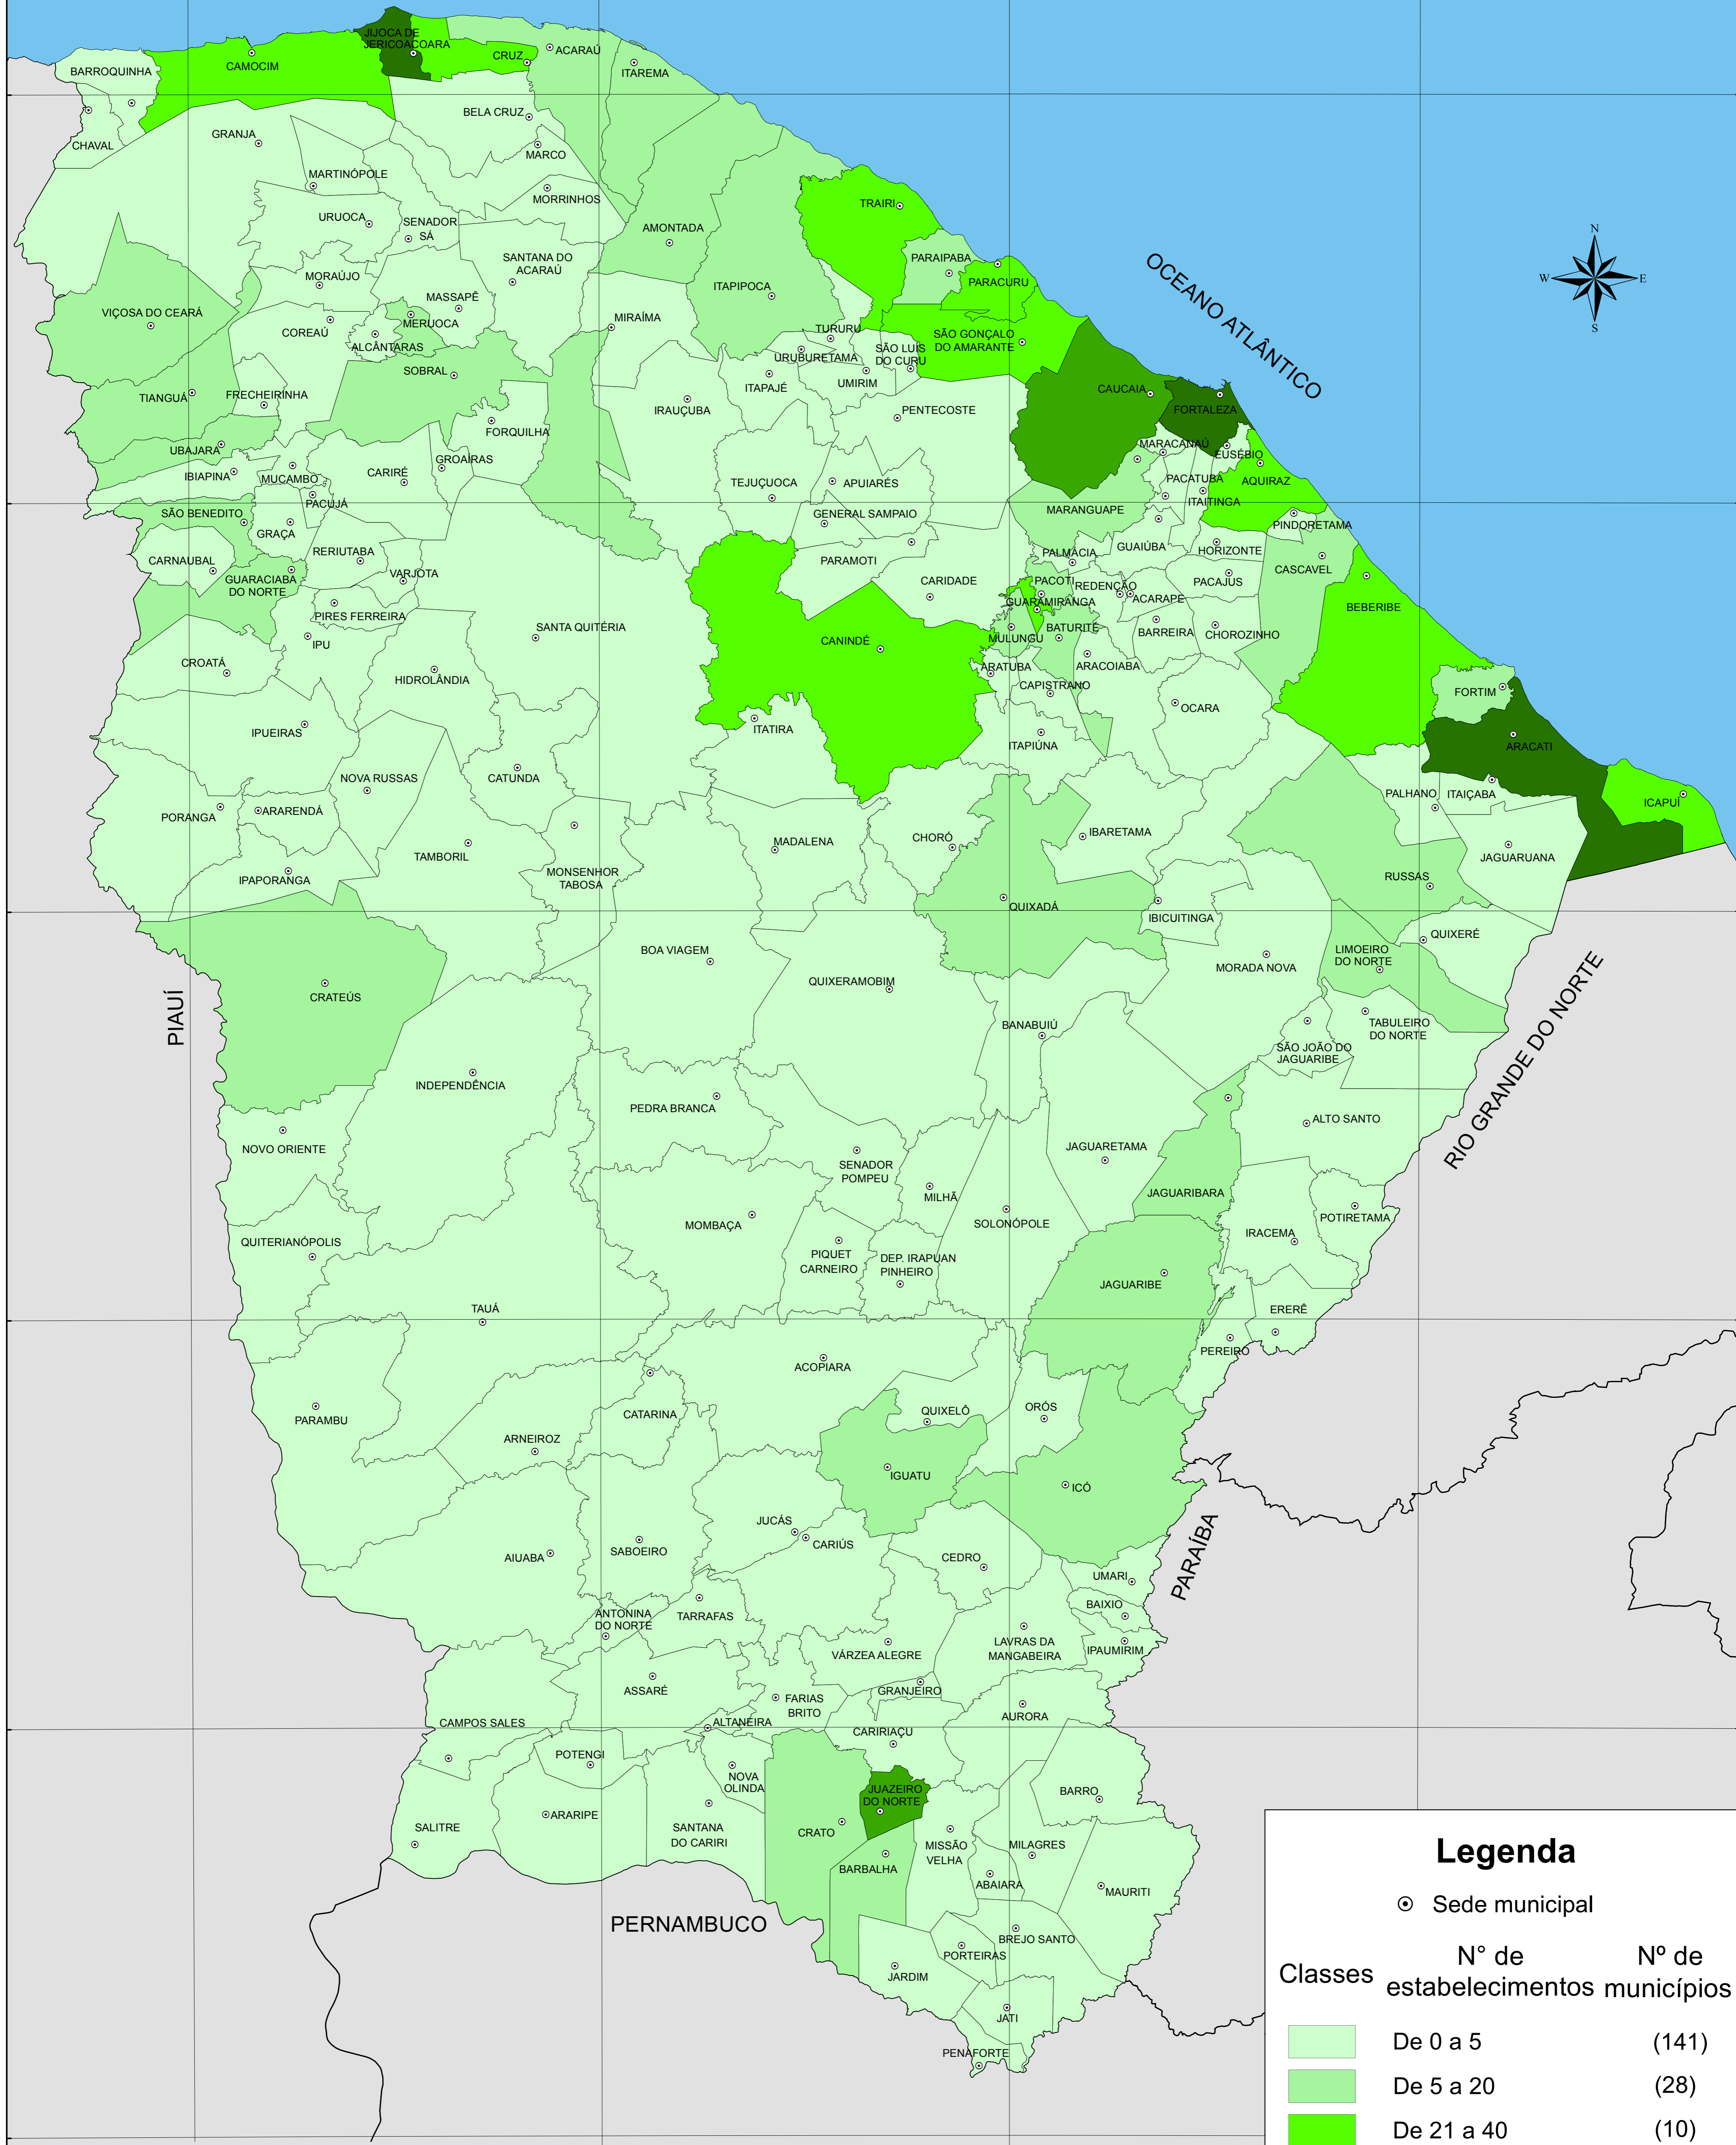 JIJOCA DE
JERICOACOARA
CRUZ
ACARAÚ
BARROQUINHA
CAMOCIM
ITAREMA
BELA CRUZ
CHAVAL
GRANJA
MARCO
MARTINÓPOLE
MORRINHOS
TRAIRI
URUOCA
SENADOR
SÁ
AMONTADA
N
W
E
S
SANTANA DO
ACARAÚ
PARAIPABA
OCEANO ATLÂNTICO
MORAÚJO
PARACURU
ITAPIPOCA
MASSAPÊ
VIÇOSA DO CEARÁ
MIRAÍMA
MERUOCA
COREAÚ
TURURU
SÃO GONÇALO
DO AMARANTE
ALCÂNTARAS
SÃO LUÍS
DO CURU
URUBURETAMA
SOBRAL
UMIRIM
ITAPAJÉ
CAUCAIA
TIANGUÁ
FRECHEIRINHA
IRAUÇUBA
PENTECOSTE
FORTALEZA
FORQUILHA
MARACANAÚ
UBAJARA
EUSÉBIO
GROAÍRAS
IBIAPINA
MUCAMBO
CARIRÉ
TEJUÇUOCA
APUIARÉS
PACATUBA
AQUIRAZ
PACUJÁ
ITAITINGA
SÃO BENEDITO
GENERAL SAMPAIO
MARANGUAPE
PINDORETAMA
GRAÇA
GUAIÚBA
RERIUTABA
PALMÁCIA
HORIZONTE
CARNAUBAL
PARAMOTI
VARJOTA
CASCAVEL
GUARACIABA
DO NORTE
CARIDADE
PACOTI
REDENÇÃO
PACAJUS
GUARAMIRANGA
ACARAPE
BEBERIBE
PIRES FERREIRA
SANTA QUITÉRIA
BATURITÉ
BARREIRA
CHOROZINHO
MULUNGU
IPU
CANINDÉ
CROATÁ
ARATUBA
ARACOIABA
HIDROLÂNDIA
CAPISTRANO
FORTIM
OCARA
IPUEIRAS
ITATIRA
ITAPIÚNA
ARACATI
NOVA RUSSAS
CATUNDA
PALHANO
ITAIÇABA
ICAPUÍ
PORANGA
ARARENDÁ
IBARETAMA
MADALENA
CHORÓ
TAMBORIL
JAGUARUANA
MONSENHOR
TABOSA
IPAPORANGA
RUSSAS
QUIXADÁ
IBICUITINGA
QUIXERÉ
BOA VIAGEM
LIMOEIRO
DO NORTE
MORADA NOVA
QUIXERAMOBIM
CRATEÚS
PIAUÍ
BANABUIÚ
TABULEIRO
DO NORTE
RIO GRANDE DO NORTE
SÃO JOÃO DO
JAGUARIBE
INDEPENDÊNCIA
PEDRA BRANCA
ALTO SANTO
NOVO ORIENTE
JAGUARETAMA
SENADOR
POMPEU
JAGUARIBARA
MILHÃ
POTIRETAMA
MOMBAÇA
SOLONÓPOLE
IRACEMA
QUITERIANÓPOLIS
PIQUET
CARNEIRO
DEP. IRAPUAN
PINHEIRO
JAGUARIBE
TAUÁ
ERERÊ
PEREIRO
ACOPIARA
PARAMBU
CATARINA
QUIXELÔ
ORÓS
ARNEIROZ
IGUATU
ICÓ
JUCÁS
CARIÚS
AIUABA
SABOEIRO
CEDRO
PARAÍBA
UMARI
BAIXIO
ANTONINA
DO NORTE
TARRAFAS
VÁRZEA ALEGRE
LAVRAS DA
MANGABEIRA
IPAUMIRIM
ASSARÉ
GRANJEIRO
FARIAS
BRITO
AURORA
CAMPOS SALES
ALTANEIRA
CARIRIAÇU
POTENGI
NOVA
OLINDA
JUAZEIRO
DO NORTE
BARRO
SALITRE
ARARIPE
SANTANA
DO CARIRI
CRATO
MISSÃO
VELHA
MILAGRES
BARBALHA
ABAIARA
MAURITI
PERNAMBUCO
BREJO SANTO
PORTEIRAS
JARDIM
JATI
PENAFORTE
Legenda
Sede municipal
Classes
N° de
estabelecimentos
Nº de
municípios
De 0 a 5 (141)
De 5 a 20 (28)
De 21 a 40 (10)